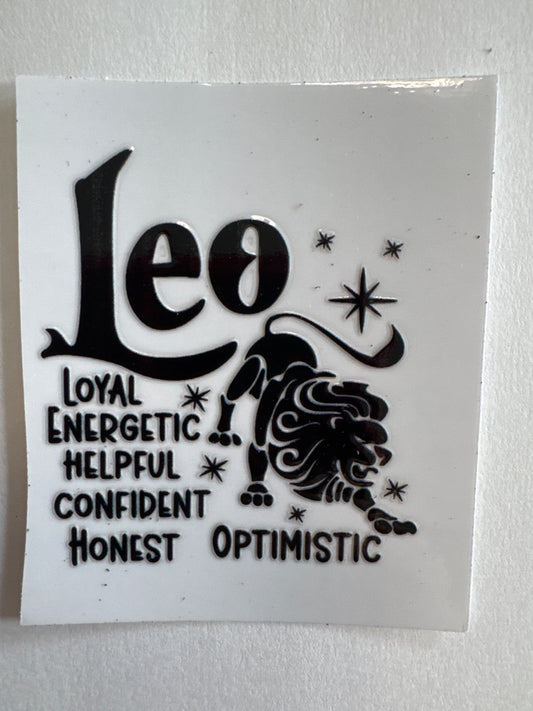 Leo
LOYAL
ENERGETIC
HELPFUL
CONFIDENT
HONEST OPTIMISTIC